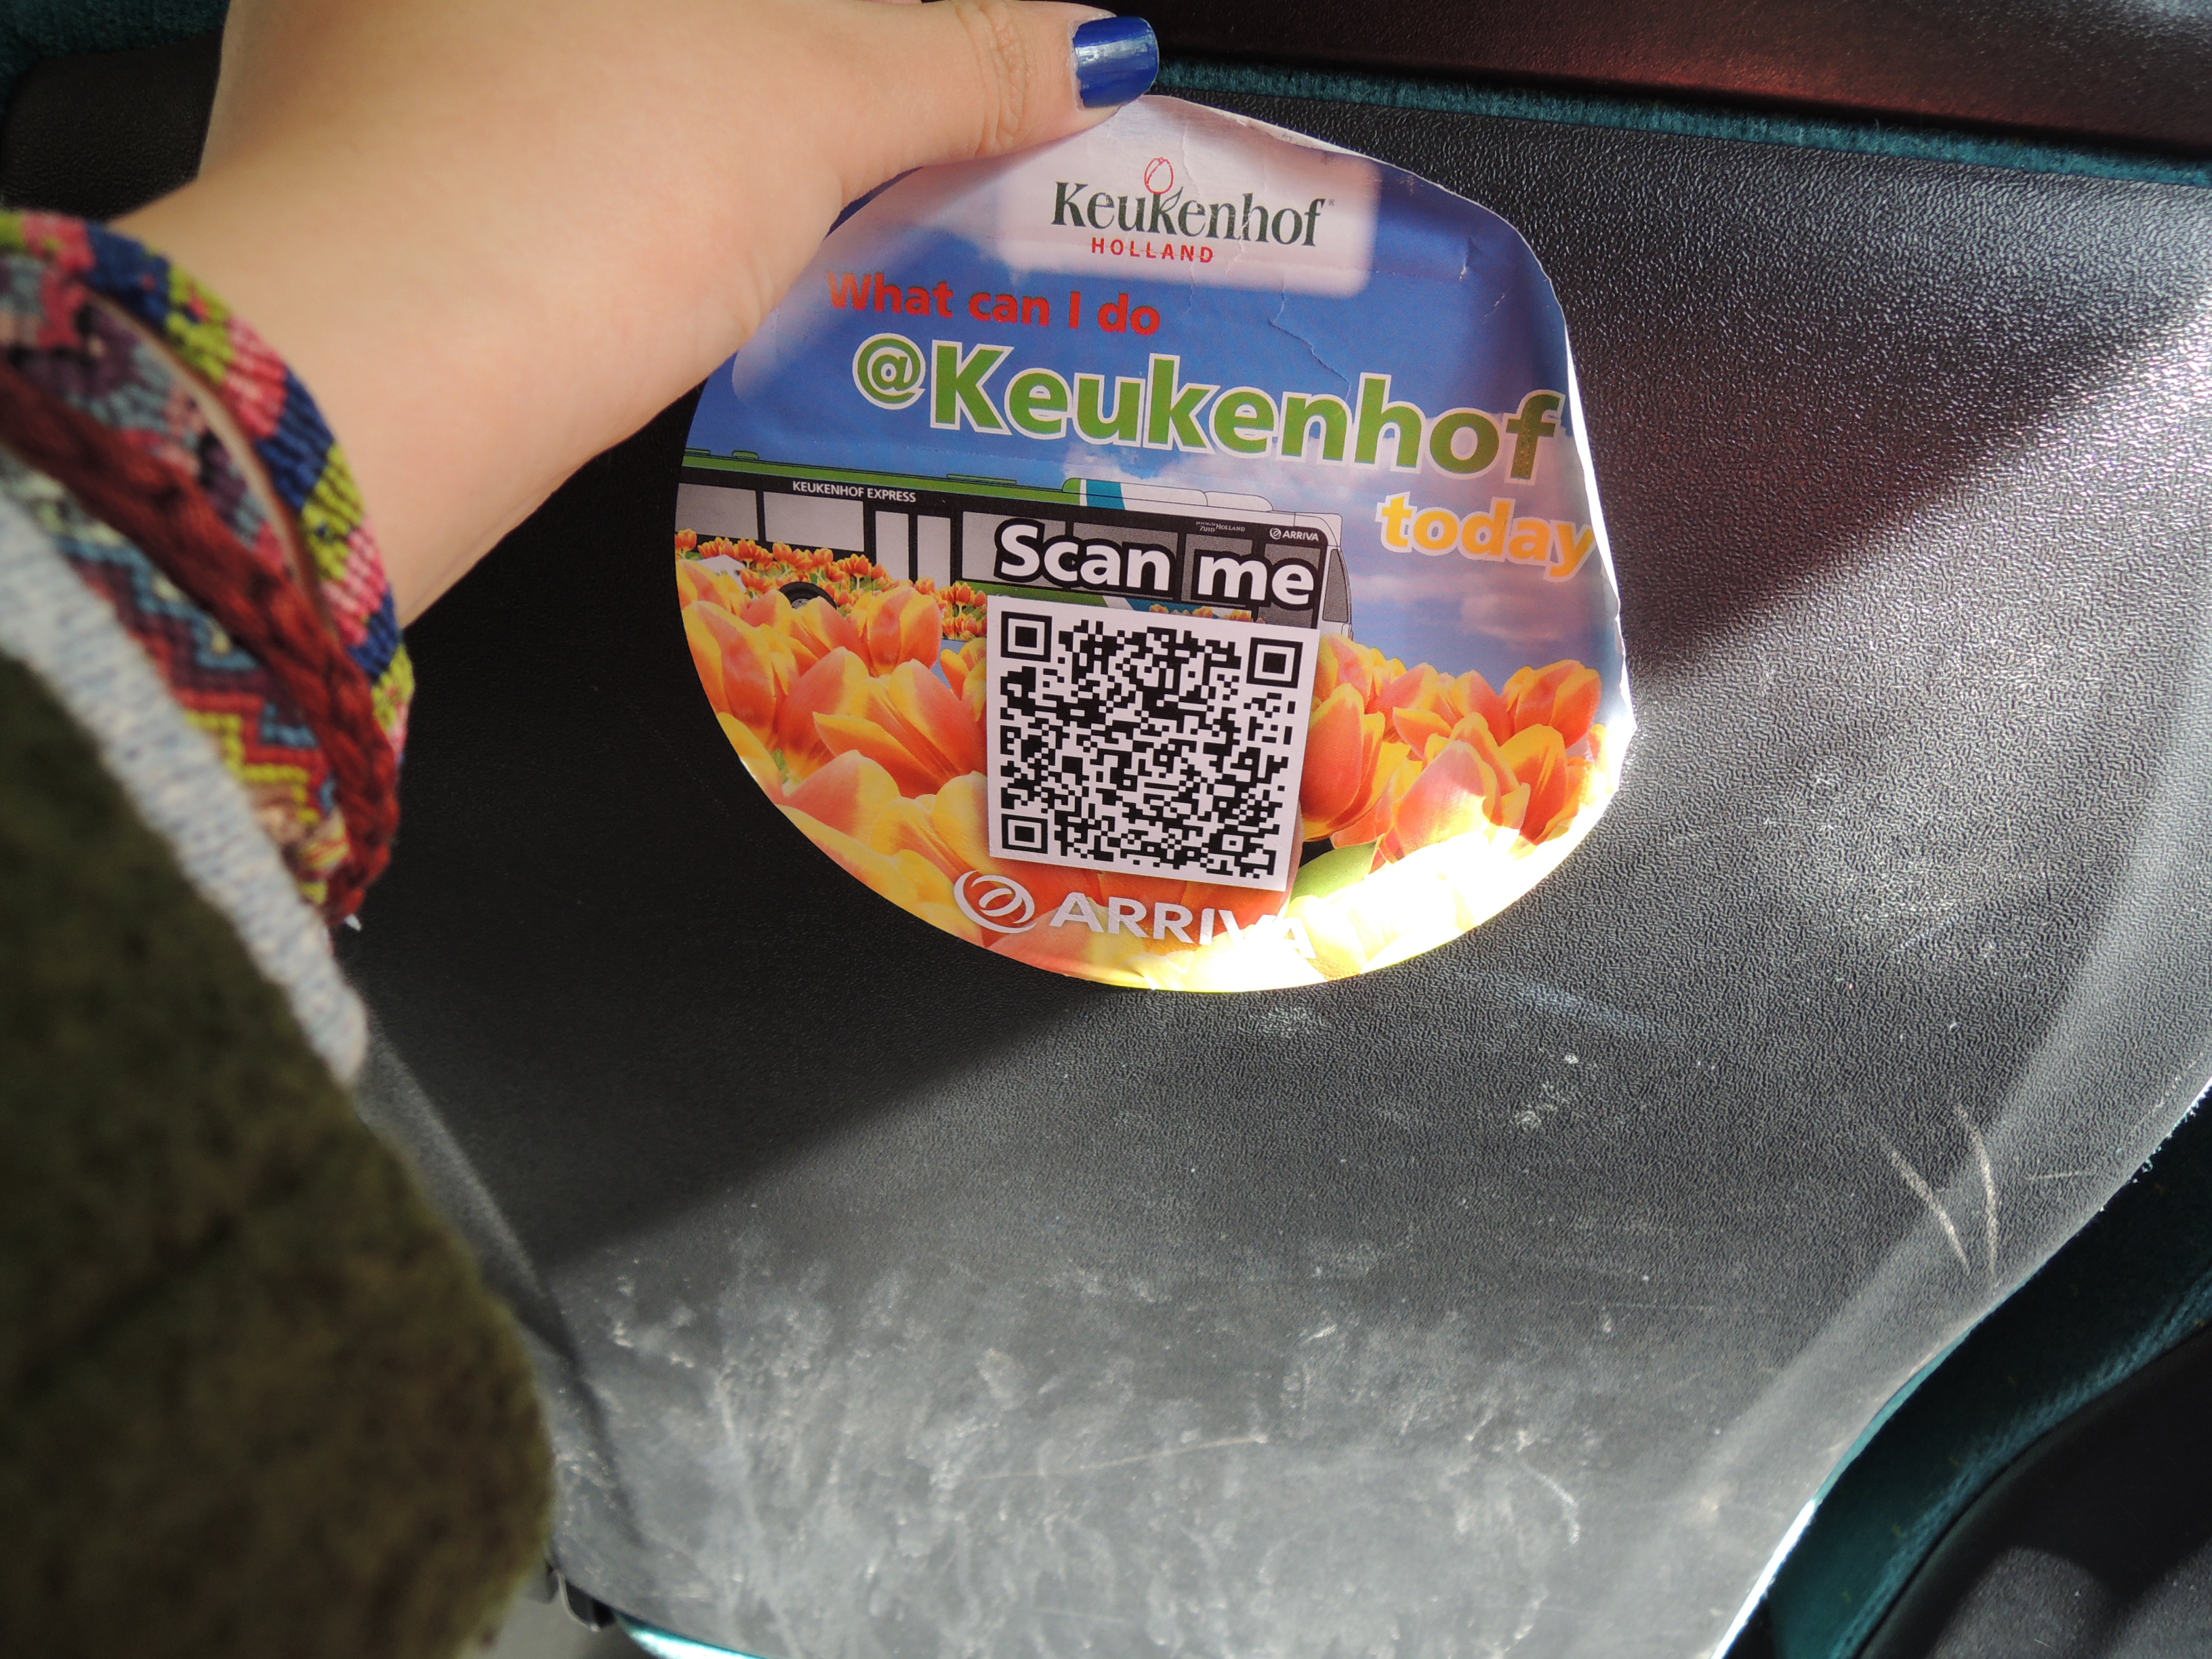 Keukenhof
HOLLAND
What can I do
@Keukenhof
today
KEUKENHOF EXPRESS
ARRIVA
Scan me
ARRIVA